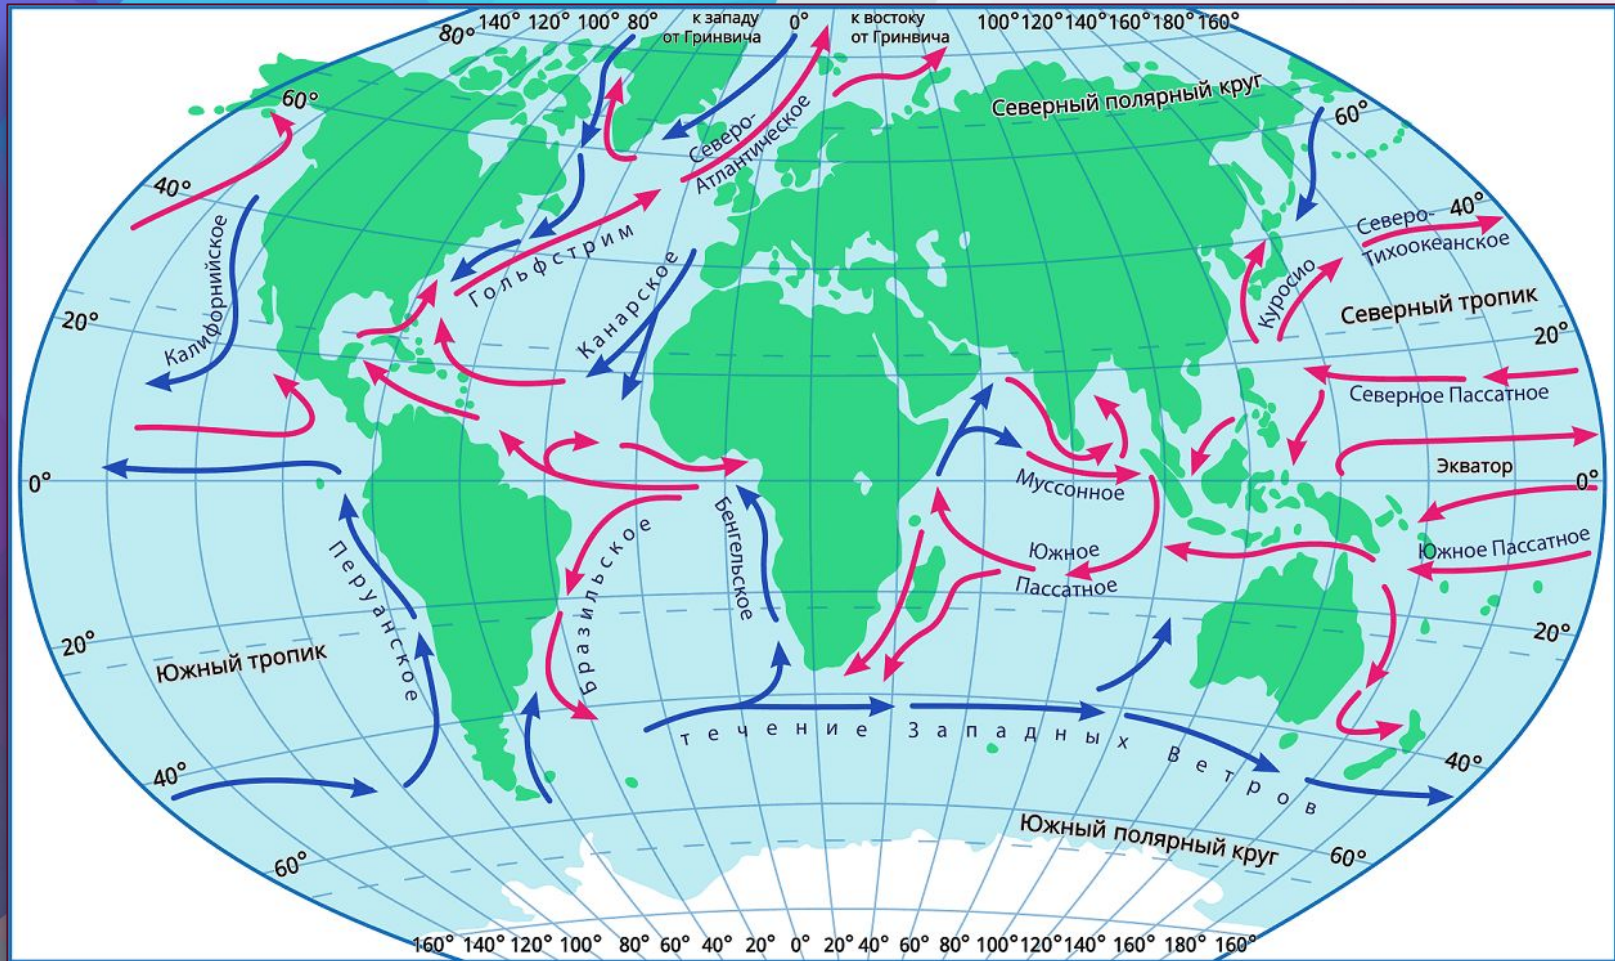 140° 120° 100° 80° к западу 0° к востоку 100° 120° 140° 160° 180° 160°
от Гринвича от Гринвича
80°
60°
Северный полярный круг
60°
40°
Северо-
Атлантическое
Северо- 40°
Тихоокеанское
Калифорнийское
Гольфстрим
Канарское
Куросио
Северный тропик
20°
20°
Северное Пассатное
0°
Муссонное
Экватор
0°
Перуанское
Бразильское
Бенгельское
Южное
Пассатное
Южное Пассатное
20°
20°
Южный тропик
течение Западных Ветров
40°
40°
Южный полярный круг
60°
60°
160° 140° 120° 100° 80° 60° 40° 20° 0° 20° 40° 60° 80° 100° 120° 140° 160° 180° 160°